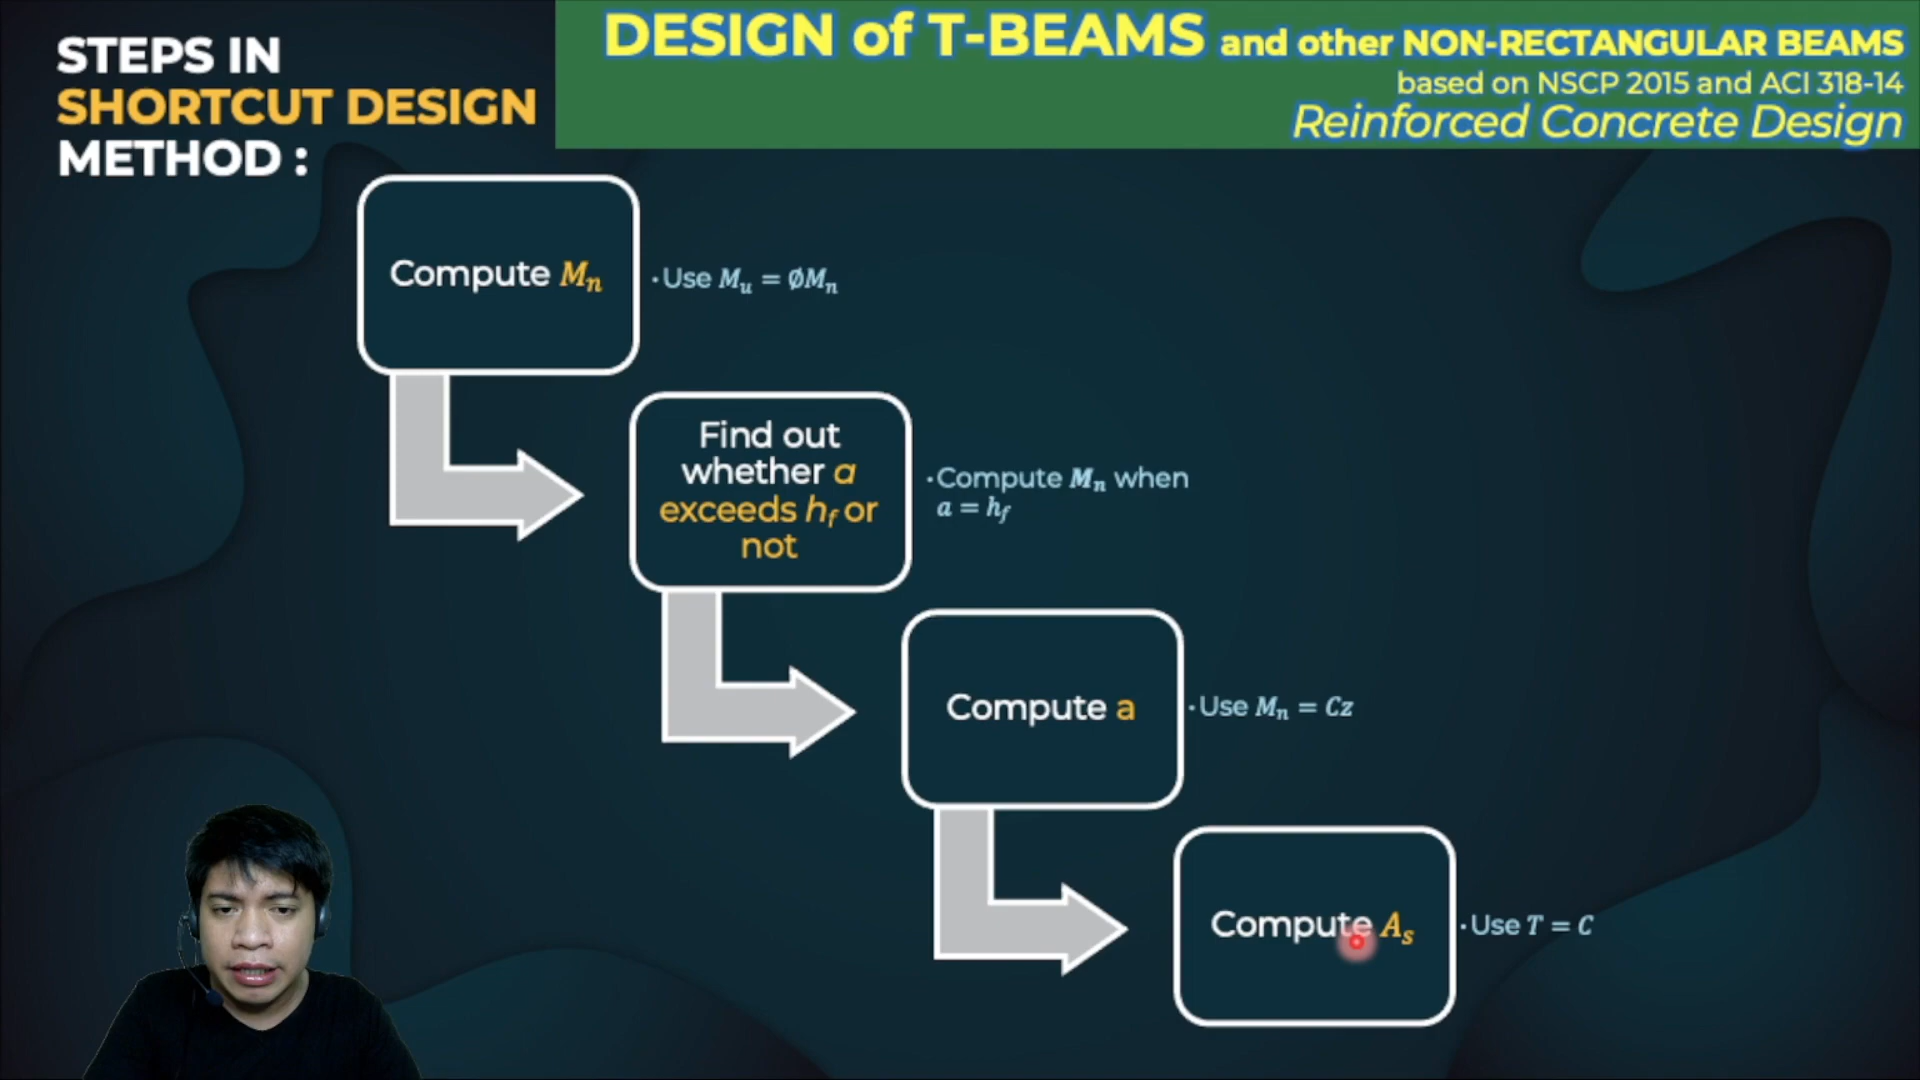 STEPS IN
SHORTCUT DESIGN
METHOD :
DESIGN of T-BEAMS and other NON-RECTANGULAR BEAMS
based on NSCP 2015 and ACI 318-14
Reinforced Concrete Design
Compute Mn
·Use Mu = ØMn
Find out
whether a
exceeds hf or
not
·Compute Mn when
a = hf
Compute a
·Use Mn = Cz
Compute As
·Use T = C